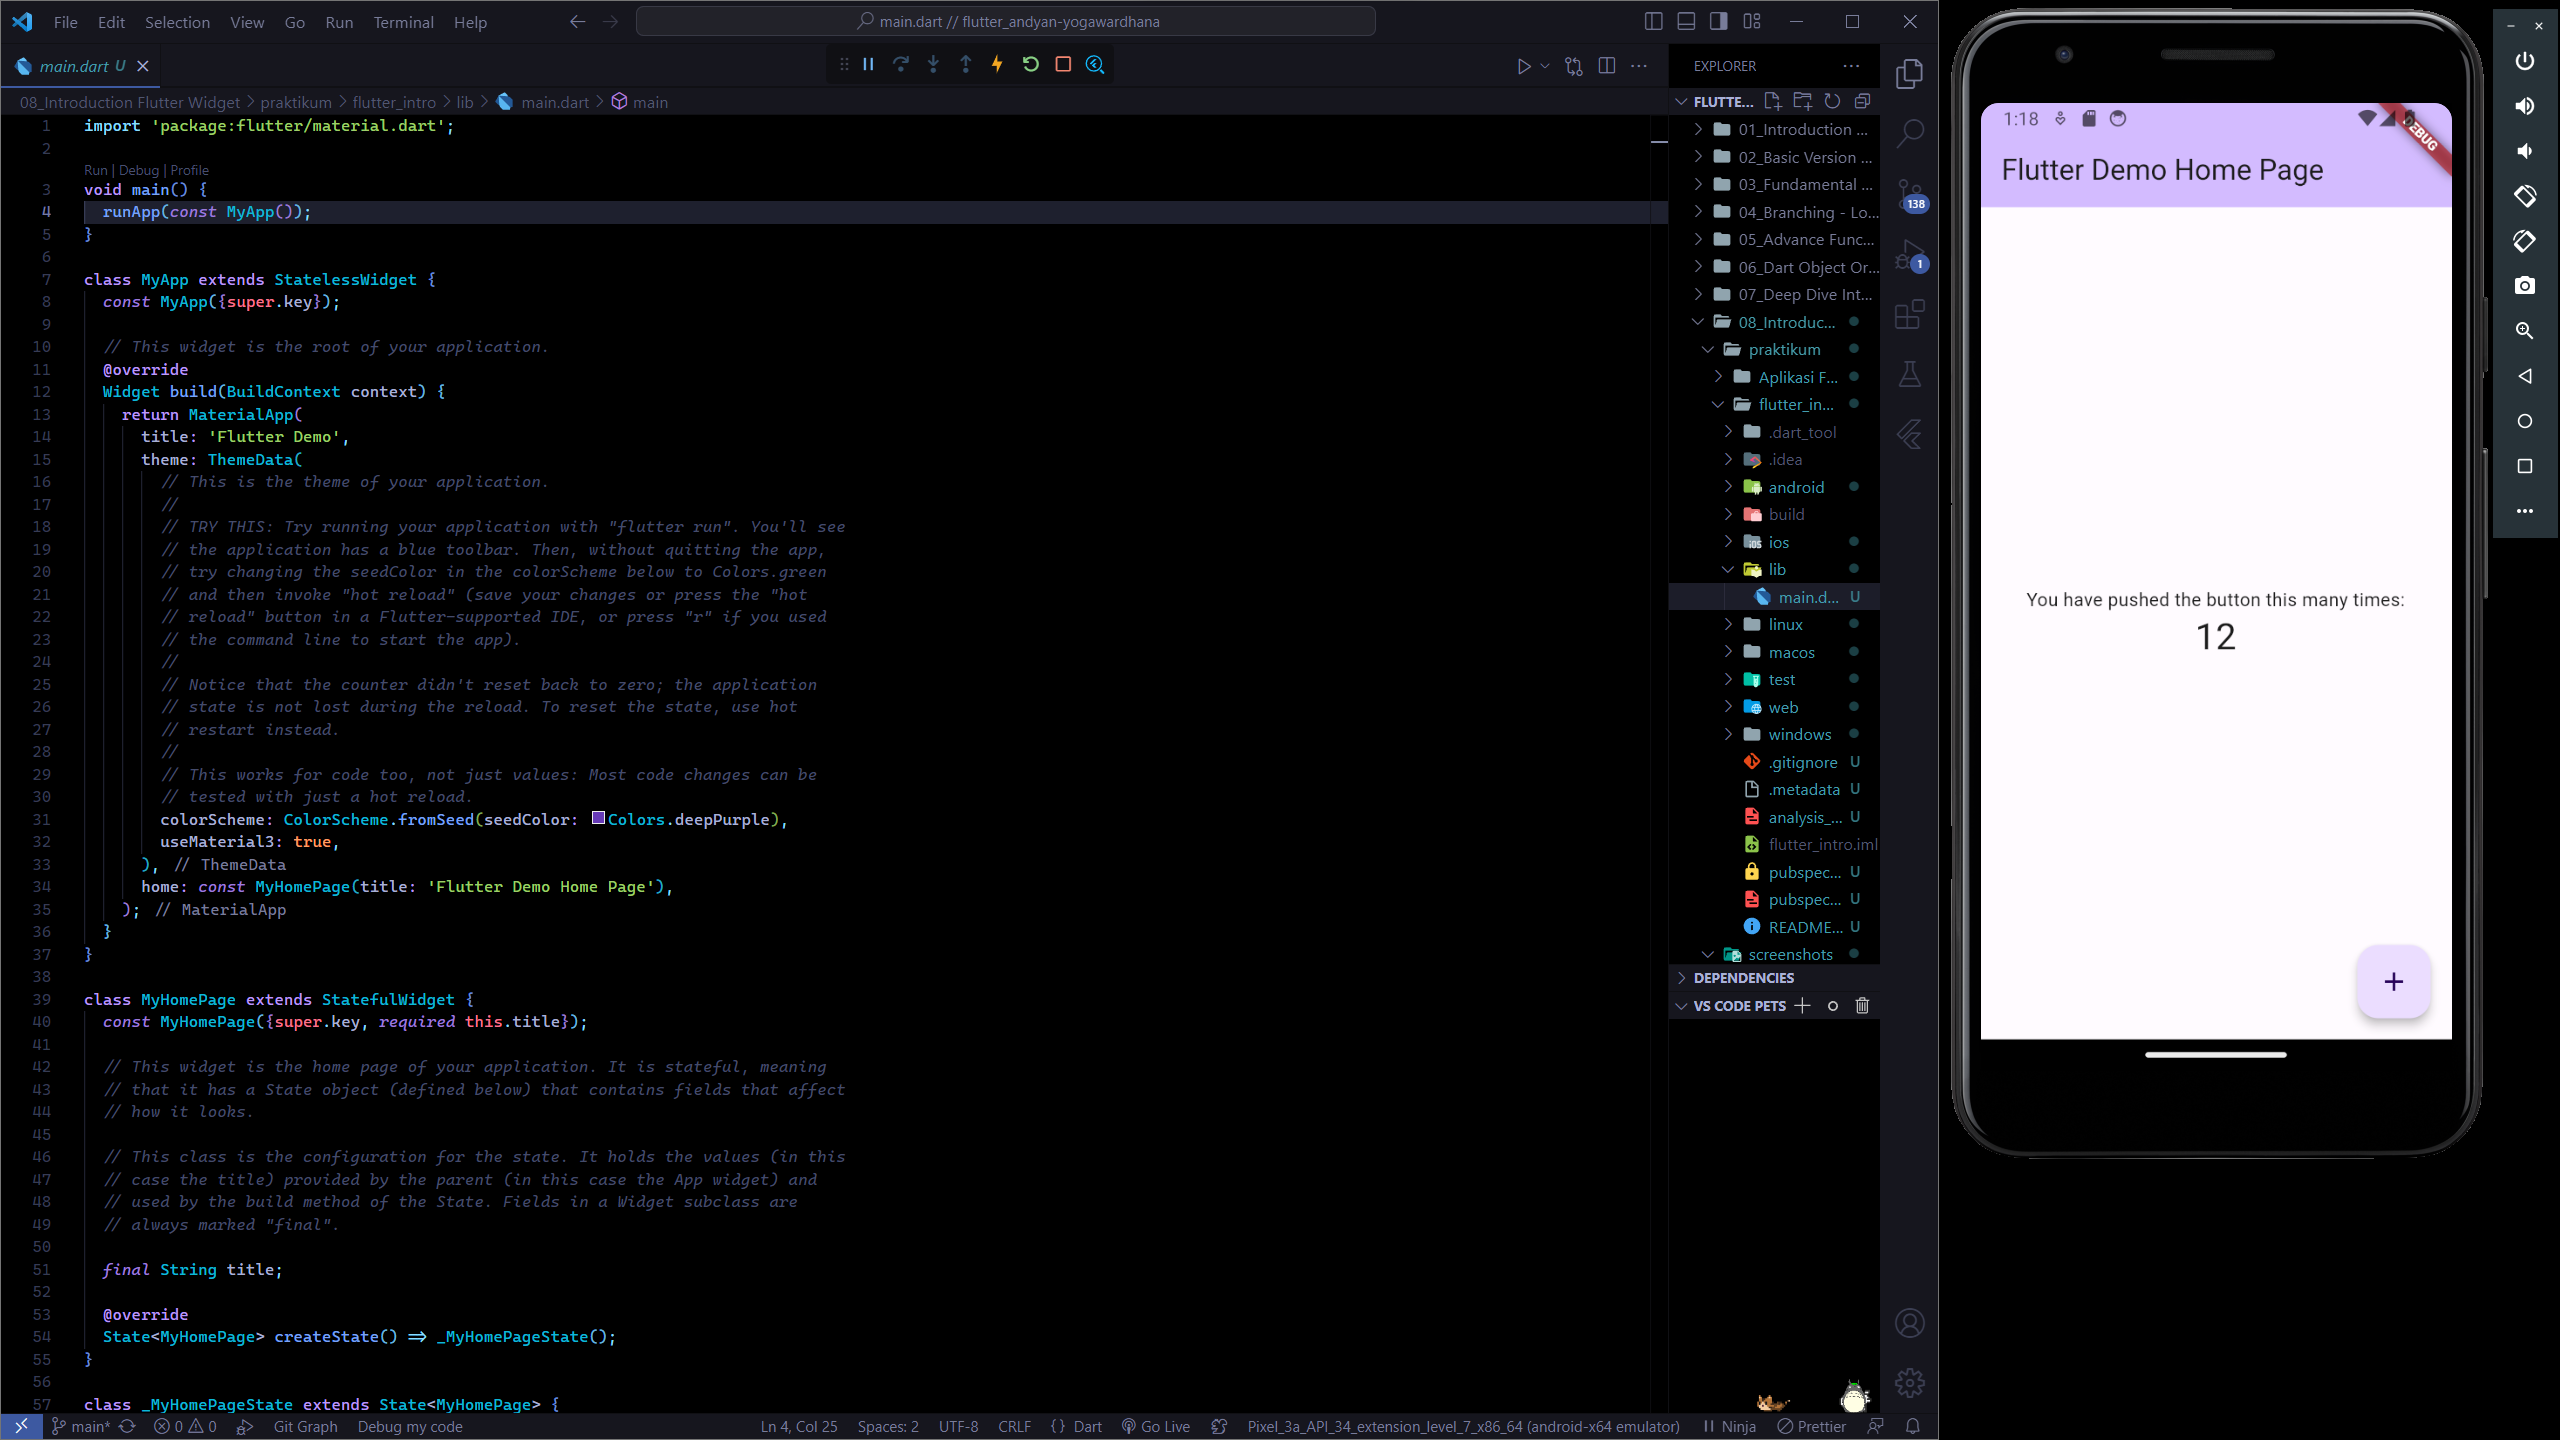 File Edit Selection View Go Run Terminal Help
main.dart // flutter_andyan-yogawardhana
main.dart U
08_Introduction Flutter Widget > praktikum > flutter_intro > lib > main.dart > main
1 import 'package:flutter/material.dart';
2
Run | Debug | Profile
3 void main() {
4 runApp(const MyApp());
5 }
6
7 class MyApp extends StatelessWidget {
8 const MyApp({super.key});
9
10 // This widget is the root of your application.
11 @override
12 Widget build(BuildContext context) {
13 return MaterialApp(
14 title: 'Flutter Demo',
15 theme: ThemeData(
16 // This is the theme of your application.
17 //
18 // TRY THIS: Try running your application with "flutter run". You'll see
19 // the application has a blue toolbar. Then, without quitting the app,
20 // try changing the seedColor in the colorScheme below to Colors.green
21 // and then invoke "hot reload" (save your changes or press the "hot
22 // reload" button in a Flutter-supported IDE, or press "r" if you used
23 // the command line to start the app).
24 //
25 // Notice that the counter didn't reset back to zero; the application
26 // state is not lost during the reload. To reset the state, use hot
27 // restart instead.
28 //
29 // This works for code too, not just values: Most code changes can be
30 // tested with just a hot reload.
31 colorScheme: ColorScheme.fromSeed(seedColor: Colors.deepPurple),
32 useMaterial3: true,
33 ), // ThemeData
34 home: const MyHomePage(title: 'Flutter Demo Home Page'),
35 ); // MaterialApp
36 }
37 }
38
39 class MyHomePage extends StatefulWidget {
40 const MyHomePage({super.key, required this.title});
41
42 // This widget is the home page of your application. It is stateful, meaning
43 // that it has a State object (defined below) that contains fields that affect
44 // how it looks.
45
46 // This class is the configuration for the state. It holds the values (in this
47 // case the title) provided by the parent (in this case the App widget) and
48 // used by the build method of the State. Fields in a Widget subclass are
49 // always marked "final".
50
51 final String title;
52
53 @override
54 State<MyHomePage> createState() => _MyHomePageState();
55 }
56
57 class _MyHomePageState extends State<MyHomePage> {
EXPLORER
FLUTTE...
01_Introduction ...
02_Basic Version ...
03_Fundamental ...
04_Branching - Lo...
05_Advance Func...
06_Dart Object Or...
07_Deep Dive Int...
08_Introduc...
praktikum
Aplikasi F...
flutter_in...
.dart_tool
.idea
android
build
ios
lib
main.d... U
linux
macos
test
web
windows
.gitignore U
.metadata U
analysis_... U
flutter_intro.iml
pubspec... U
pubspec... U
README... U
screenshots
DEPENDENCIES
VS CODE PETS
138
1
main* 0 0 Git Graph Debug my code Ln 4, Col 25 Spaces: 2 UTF-8 CRLF {} Dart Go Live Pixel_3a_API_34_extension_level_7_x86_64 (android-x64 emulator) Ninja Prettier
1:18
DEBUG
Flutter Demo Home Page
You have pushed the button this many times:
12